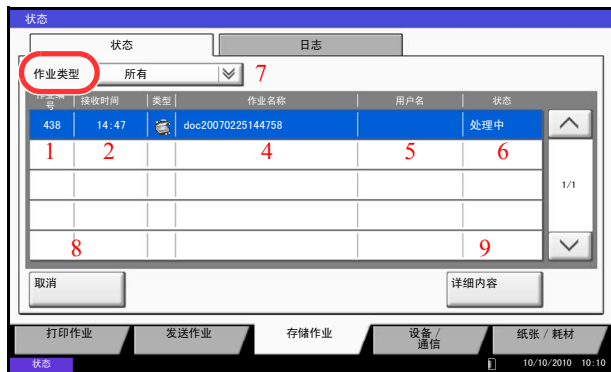 状态
状态 日志
作业类型 所有 7
作业编号 接收时间 类型 作业名称 用户名 状态
438 14:47 doc20070225144758 处理中
1 2 4 5 6
1/1
8 9
取消 详细内容
打印作业 发送作业 存储作业 设备/通信 纸张/耗材
状态 10/10/2010 10:10